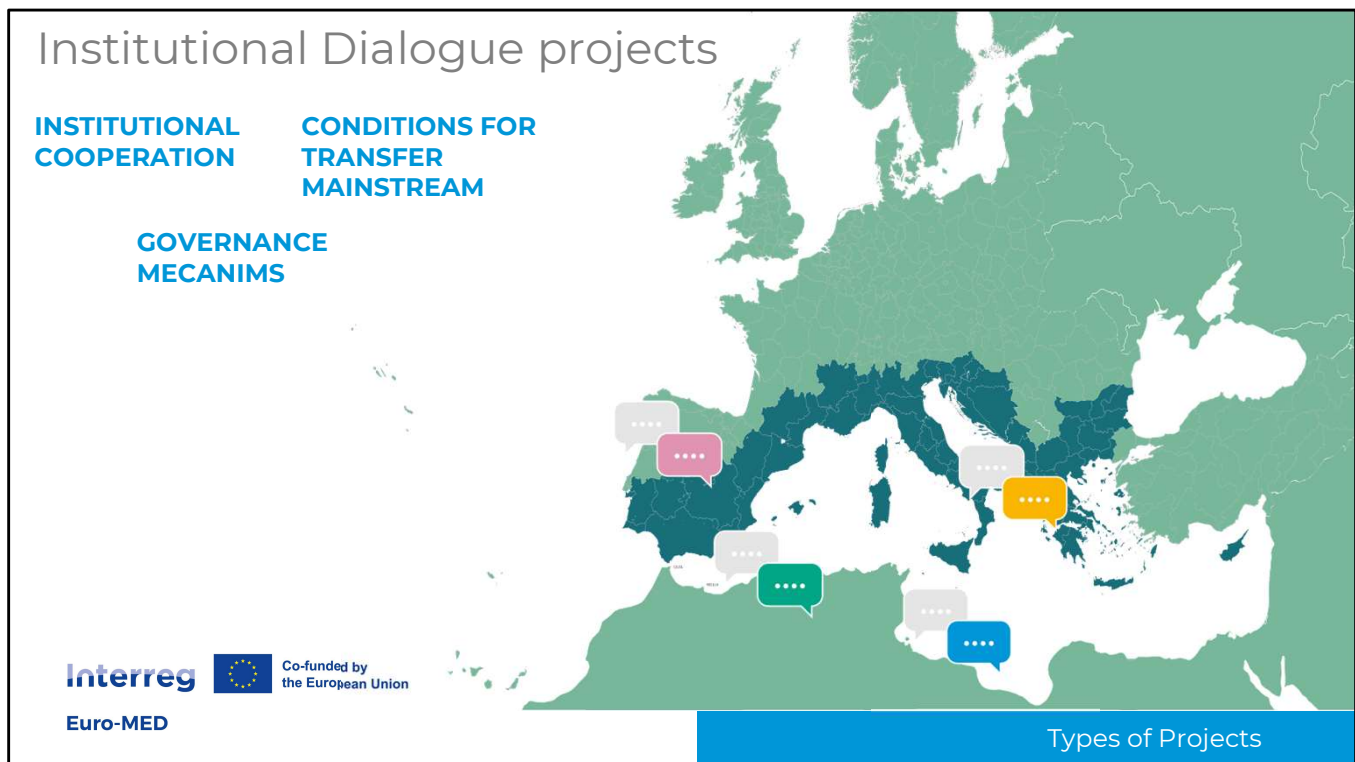 Institutional Dialogue projects
INSTITUTIONAL
COOPERATION
CONDITIONS FOR
TRANSFER
MAINSTREAM
GOVERNANCE
MECANIMS
Interreg
Co-funded by
the European Union
Euro-MED
Types of Projects